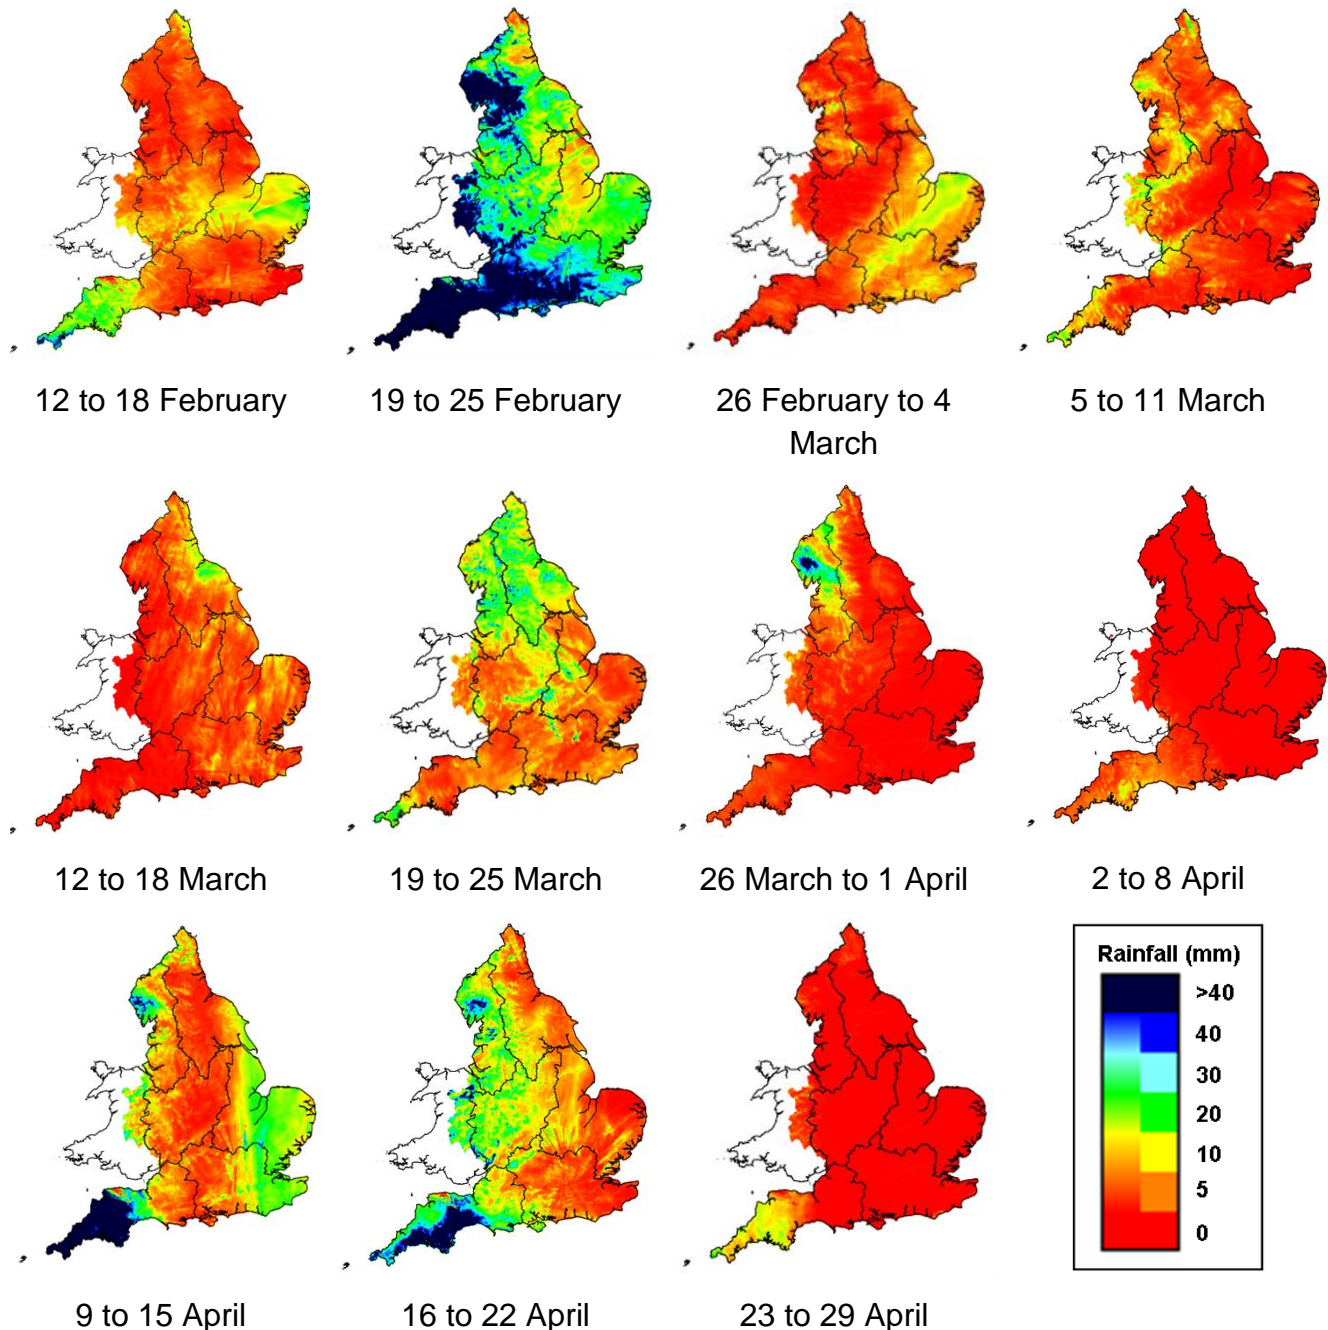 12 to 18 February
19 to 25 February
26 February to 4
March
5 to 11 March
12 to 18 March
19 to 25 March
26 March to 1 April
2 to 8 April
Rainfall (mm)
>40
40
30
20
10
5
0
9 to 15 April
16 to 22 April
23 to 29 April